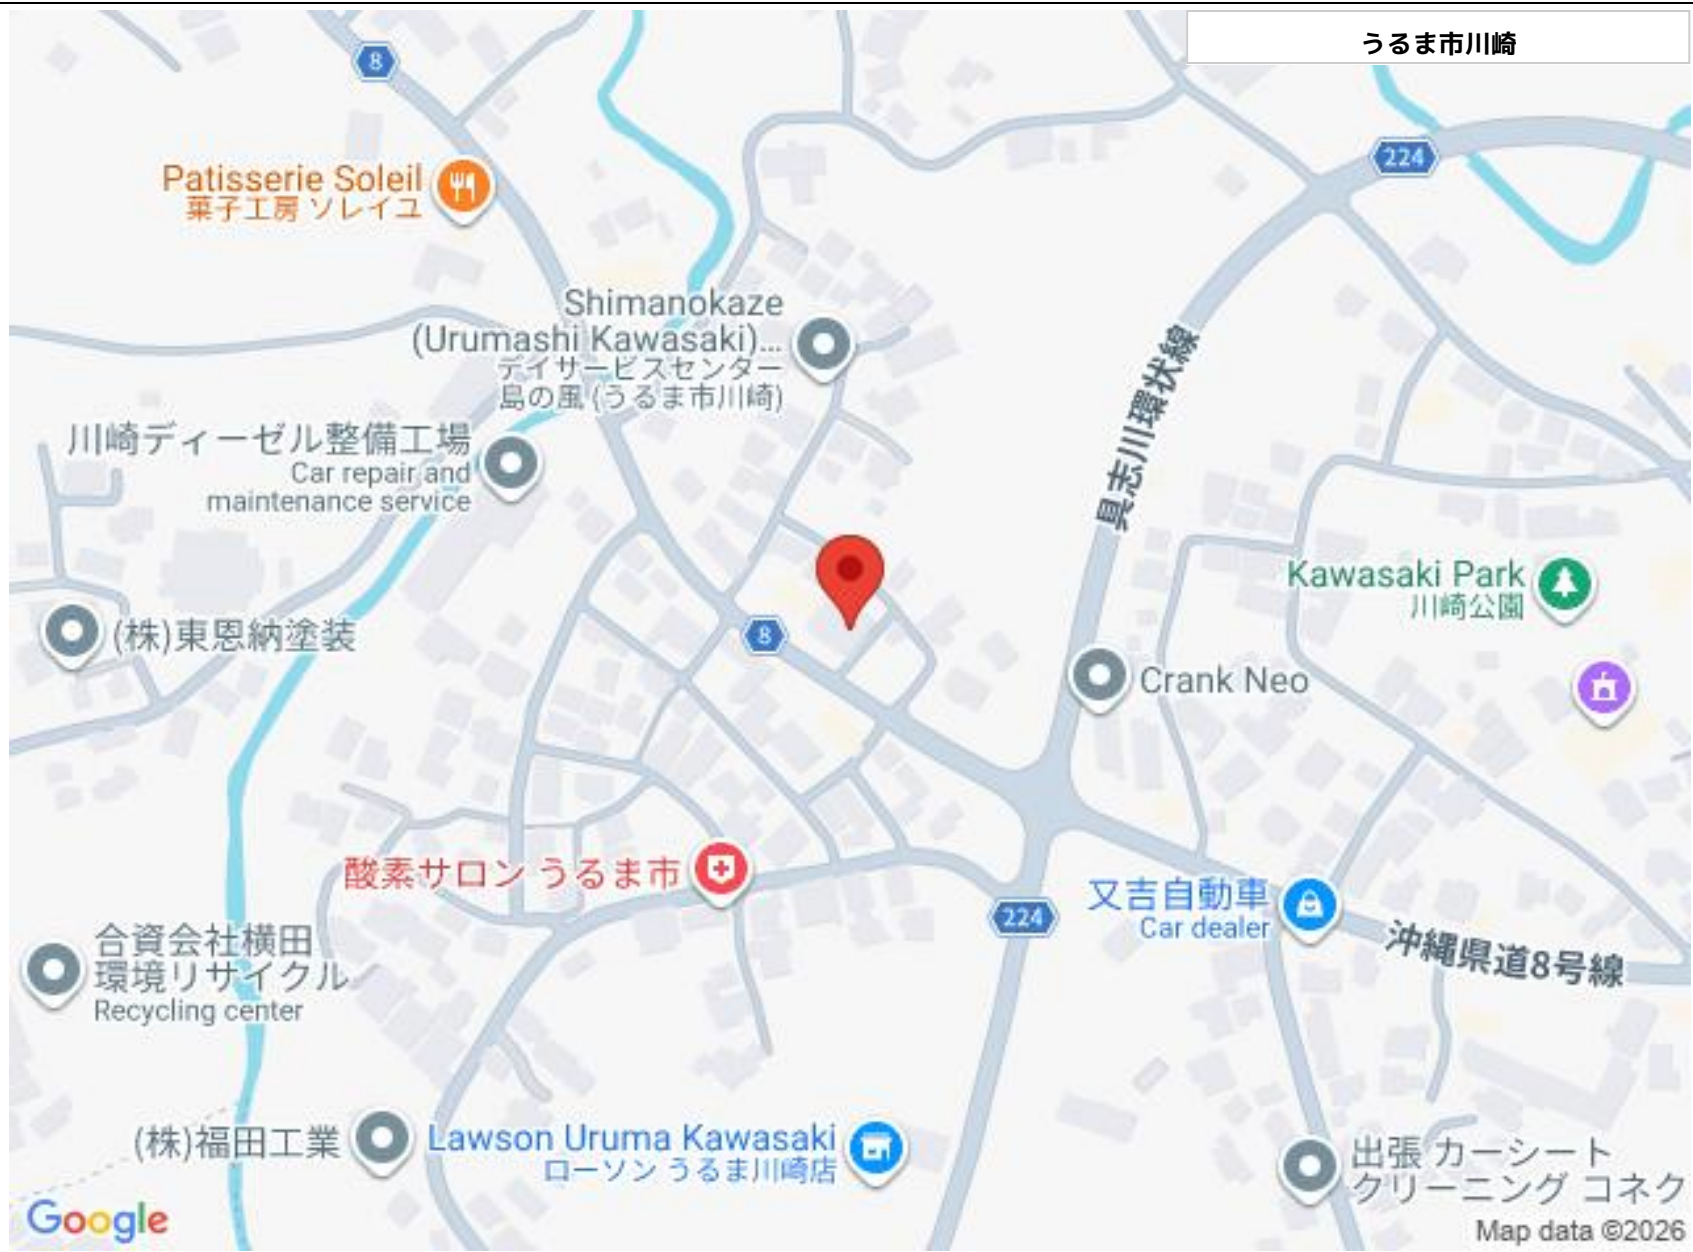 うるま市川崎
8
224
Patisserie Soleil
菓子工房 ソレイユ
Shimanokaze
(Urumashi Kawasaki)...
デイサービスセンター
島の風 (うるま市川崎)
具志川環状線
川崎ディーゼル整備工場
Car repair and
maintenance service
Kawasaki Park
川崎公園
(株)東恩納塗装
8
Crank Neo
酸素サロン うるま市
又吉自動車
Car dealer
224
沖縄県道8号線
合資会社横田
環境リサイクル
Recycling center
(株)福田工業
Lawson Uruma Kawasaki
ローソン うるま川崎店
出張 カーシート
クリーニング コネク
Google
Map data ©2026